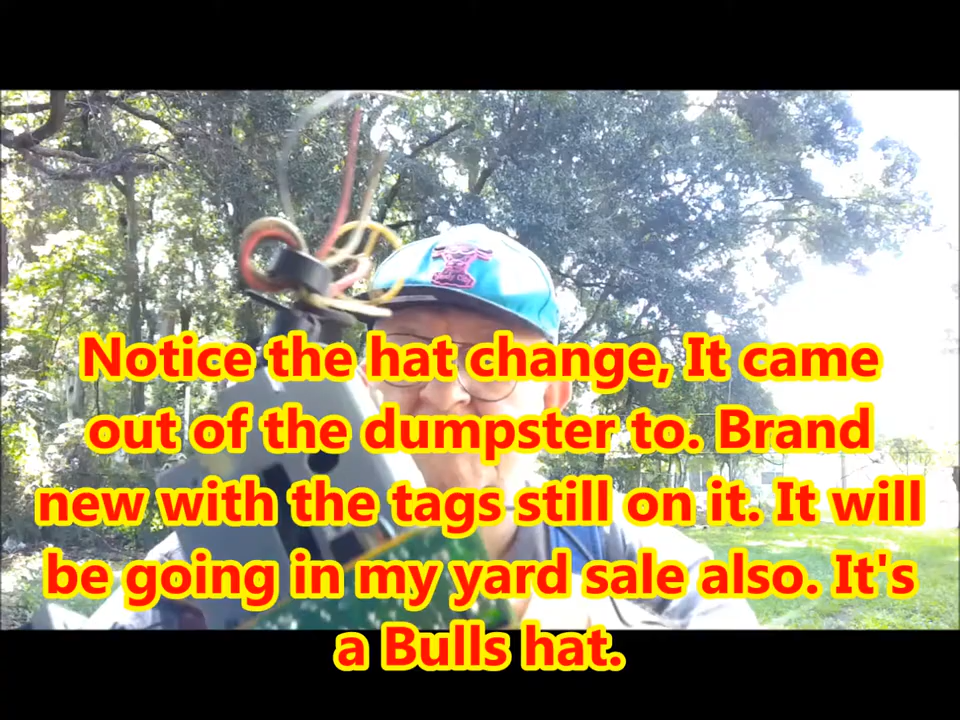 Notice the hat change, It came
out of the dumpster to. Brand
new with the tags still on it. It will
be going in my yard sale also. It's
a Bulls hat.